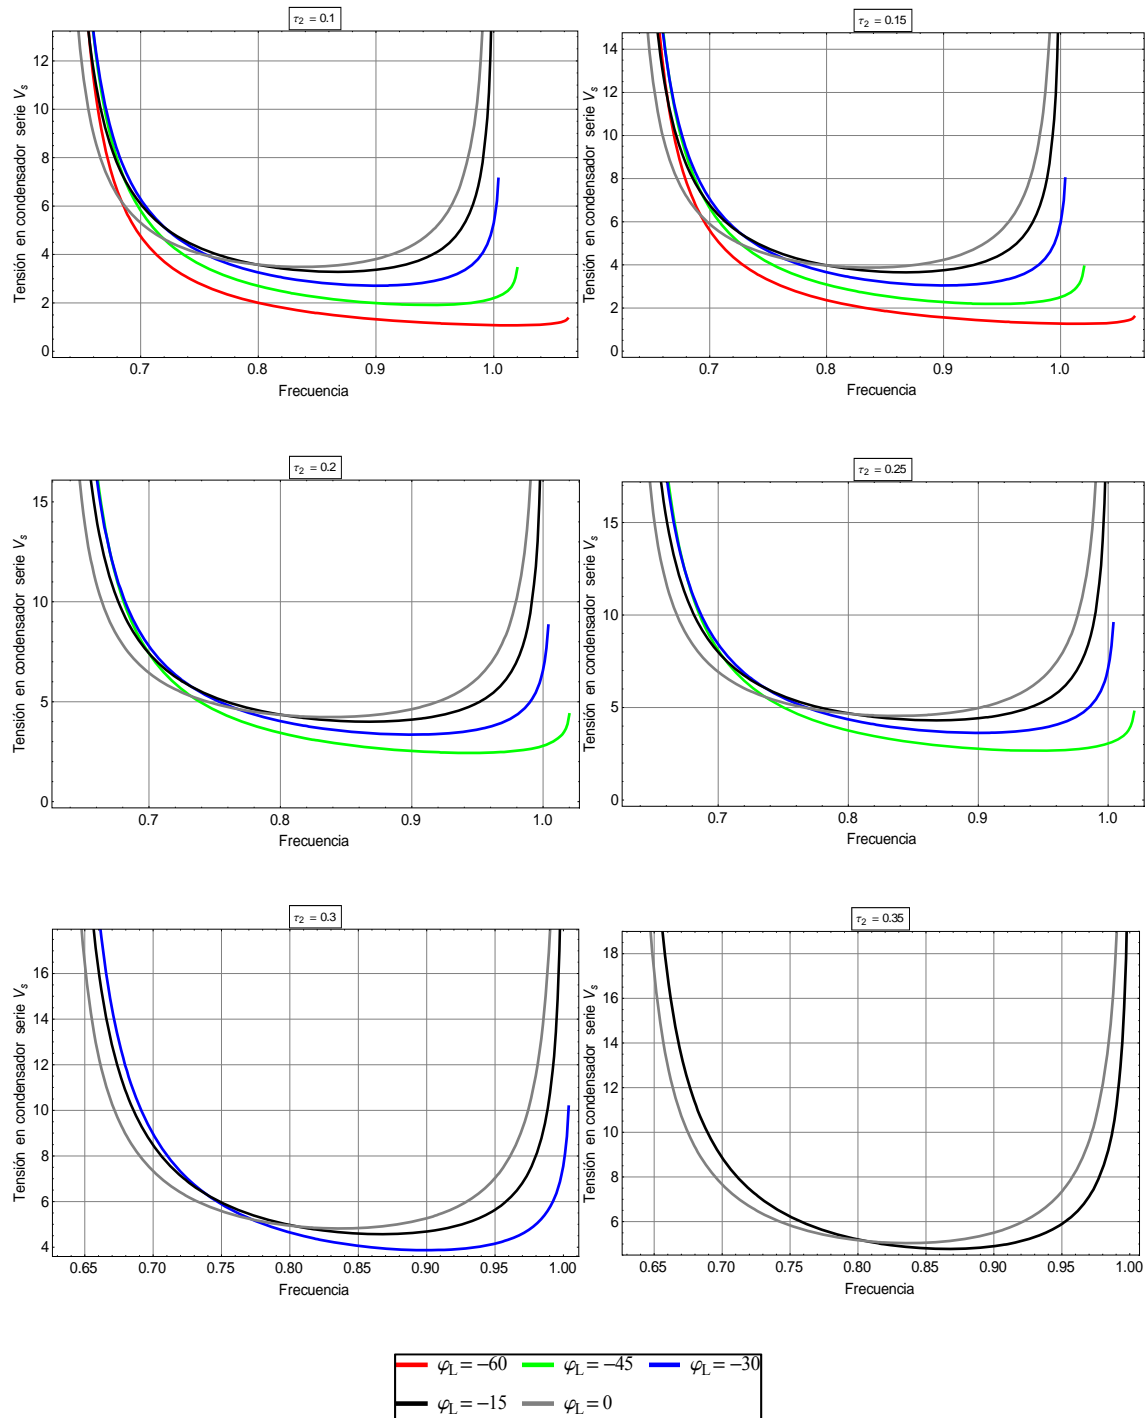 τ2 = 0.1
Tensión en condensador serie Vs
12
10
8
6
4
2
0
0.7 0.8 0.9 1.0
Frecuencia
τ2 = 0.15
Tensión en condensador serie Vs
14
12
10
8
6
4
2
0
0.7 0.8 0.9 1.0
Frecuencia
τ2 = 0.2
Tensión en condensador serie Vs
15
10
5
0
0.7 0.8 0.9 1.0
Frecuencia
τ2 = 0.25
Tensión en condensador serie Vs
15
10
5
0
0.7 0.8 0.9 1.0
Frecuencia
τ2 = 0.3
Tensión en condensador serie Vs
16
14
12
10
8
6
4
0.65 0.70 0.75 0.80 0.85 0.90 0.95 1.00
Frecuencia
τ2 = 0.35
Tensión en condensador serie Vs
18
16
14
12
10
8
6
0.65 0.70 0.75 0.80 0.85 0.90 0.95 1.00
Frecuencia
φL = −60 φL = −45 φL = −30
φL = −15 φL = 0